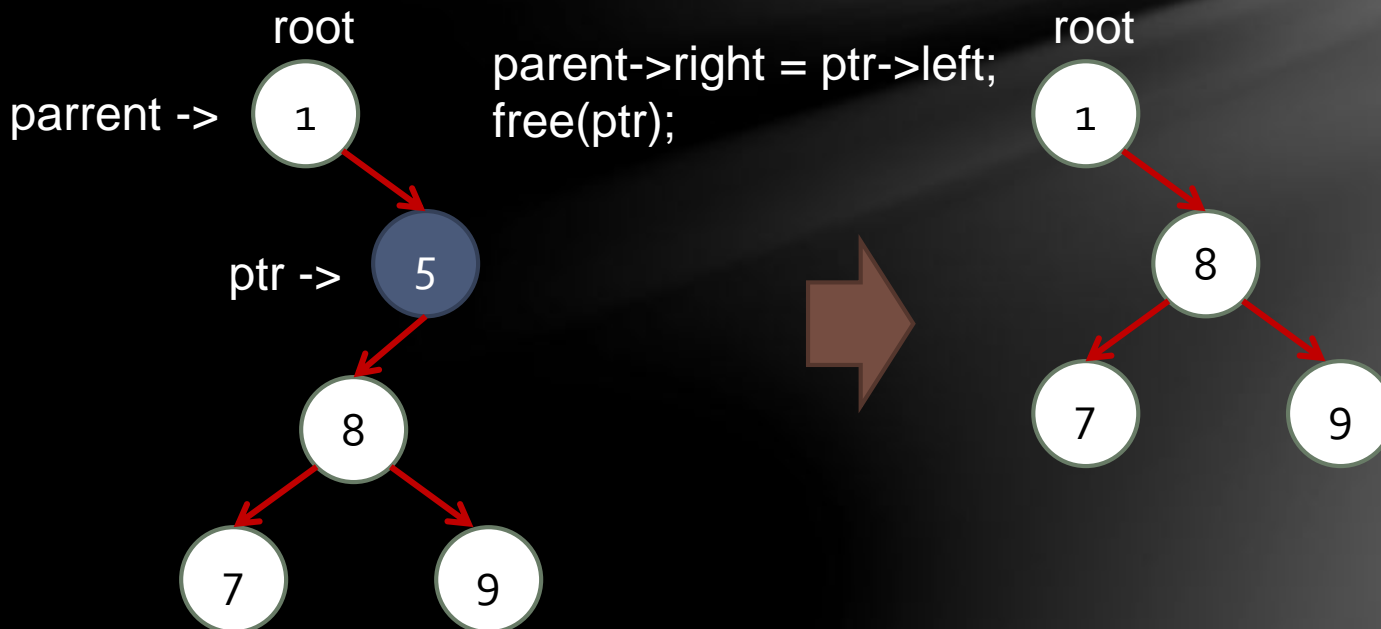 root
parrent ->
1
parent->right = ptr->left;
free(ptr);
ptr ->
5
8
7
9
root
1
8
7
9